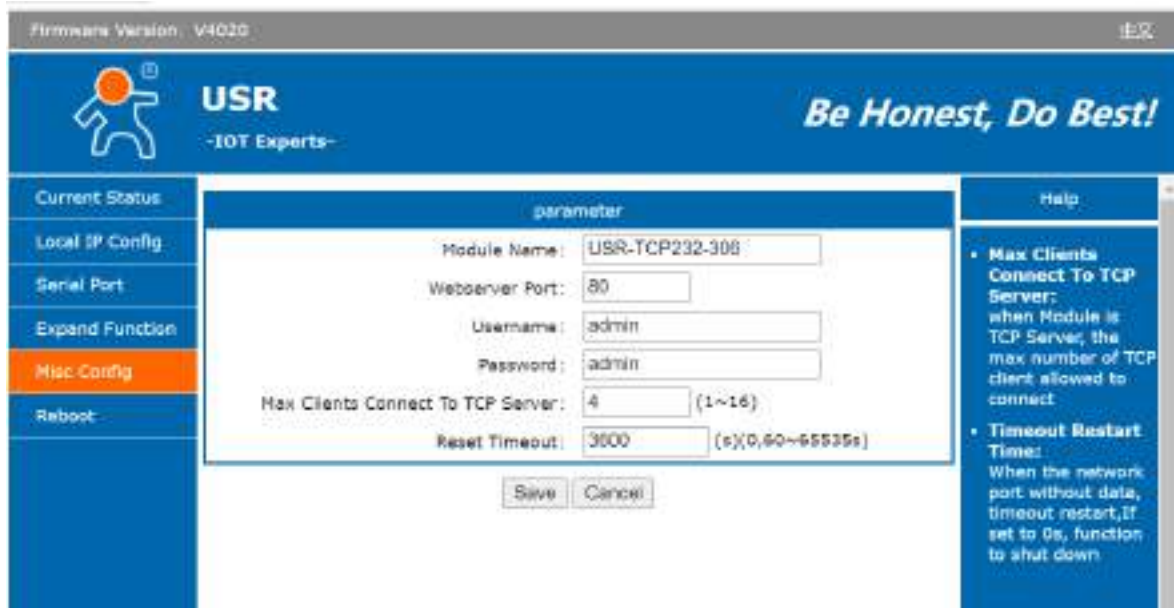 Firmware Version: V4020
中文
USR
-IOT Experts-
Be Honest, Do Best!
Current Status
Local IP Config
Serial Port
Expand Function
Misc Config
Reboot
parameter
Module Name: USR-TCP232-306
Webserver Port: 80
Username: admin
Password: admin
Max Clients Connect To TCP Server: 4 (1~16)
Reset Timeout: 3600 (s)(0,60~65535s)
Save Cancel
Help
• Max Clients
Connect To TCP
Server:
when Module is
TCP Server, the
max number of TCP
client allowed to
connect
• Timeout Restart
Time:
When the network
port without data,
timeout restart,If
set to 0s, function
to shut down